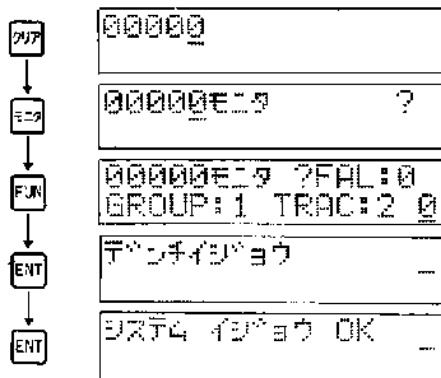 クリア
00000
モニタ
00000モニタ ?
FUN
00000モニタ ?FAL:0
GROUP:1 TRAC:2 0
ENT
デンチイジョウ
ENT
システム イジョウ OK